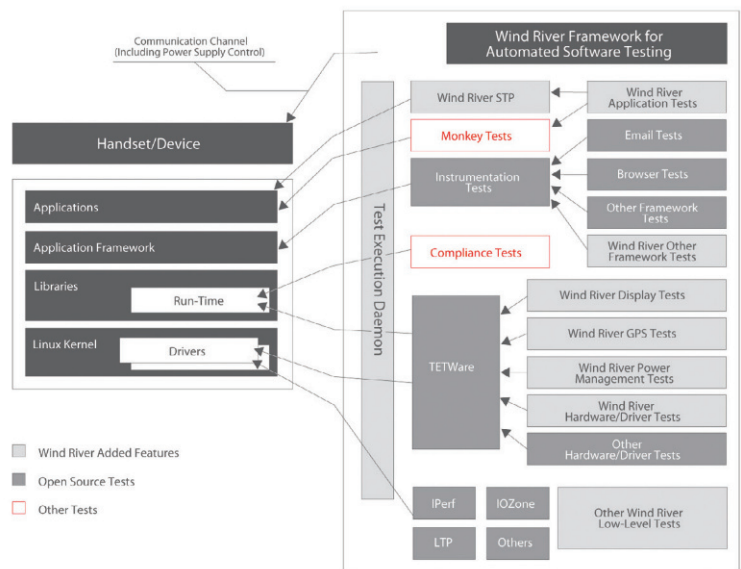 Communication Channel
(Including Power Supply Control)
Wind River Framework for
Automated Software Testing
Handset/Device
Applications
Application Framework
Libraries
Run-Time
Linux Kernel
Drivers
Wind River Added Features
Open Source Tests
Other Tests
Test Execution Daemon
Wind River STP
Monkey Tests
Instrumentation
Tests
Compliance Tests
TETWare
IPerf
IOZone
LTP
Others
Wind River
Application Tests
Email Tests
Browser Tests
Other Framework
Tests
Wind River Other
Framework Tests
Wind River Display Tests
Wind River GPS Tests
Wind River Power
Management Tests
Wind River
Hardware/Driver Tests
Other
Hardware/Driver Tests
Other Wind River
Low-Level Tests